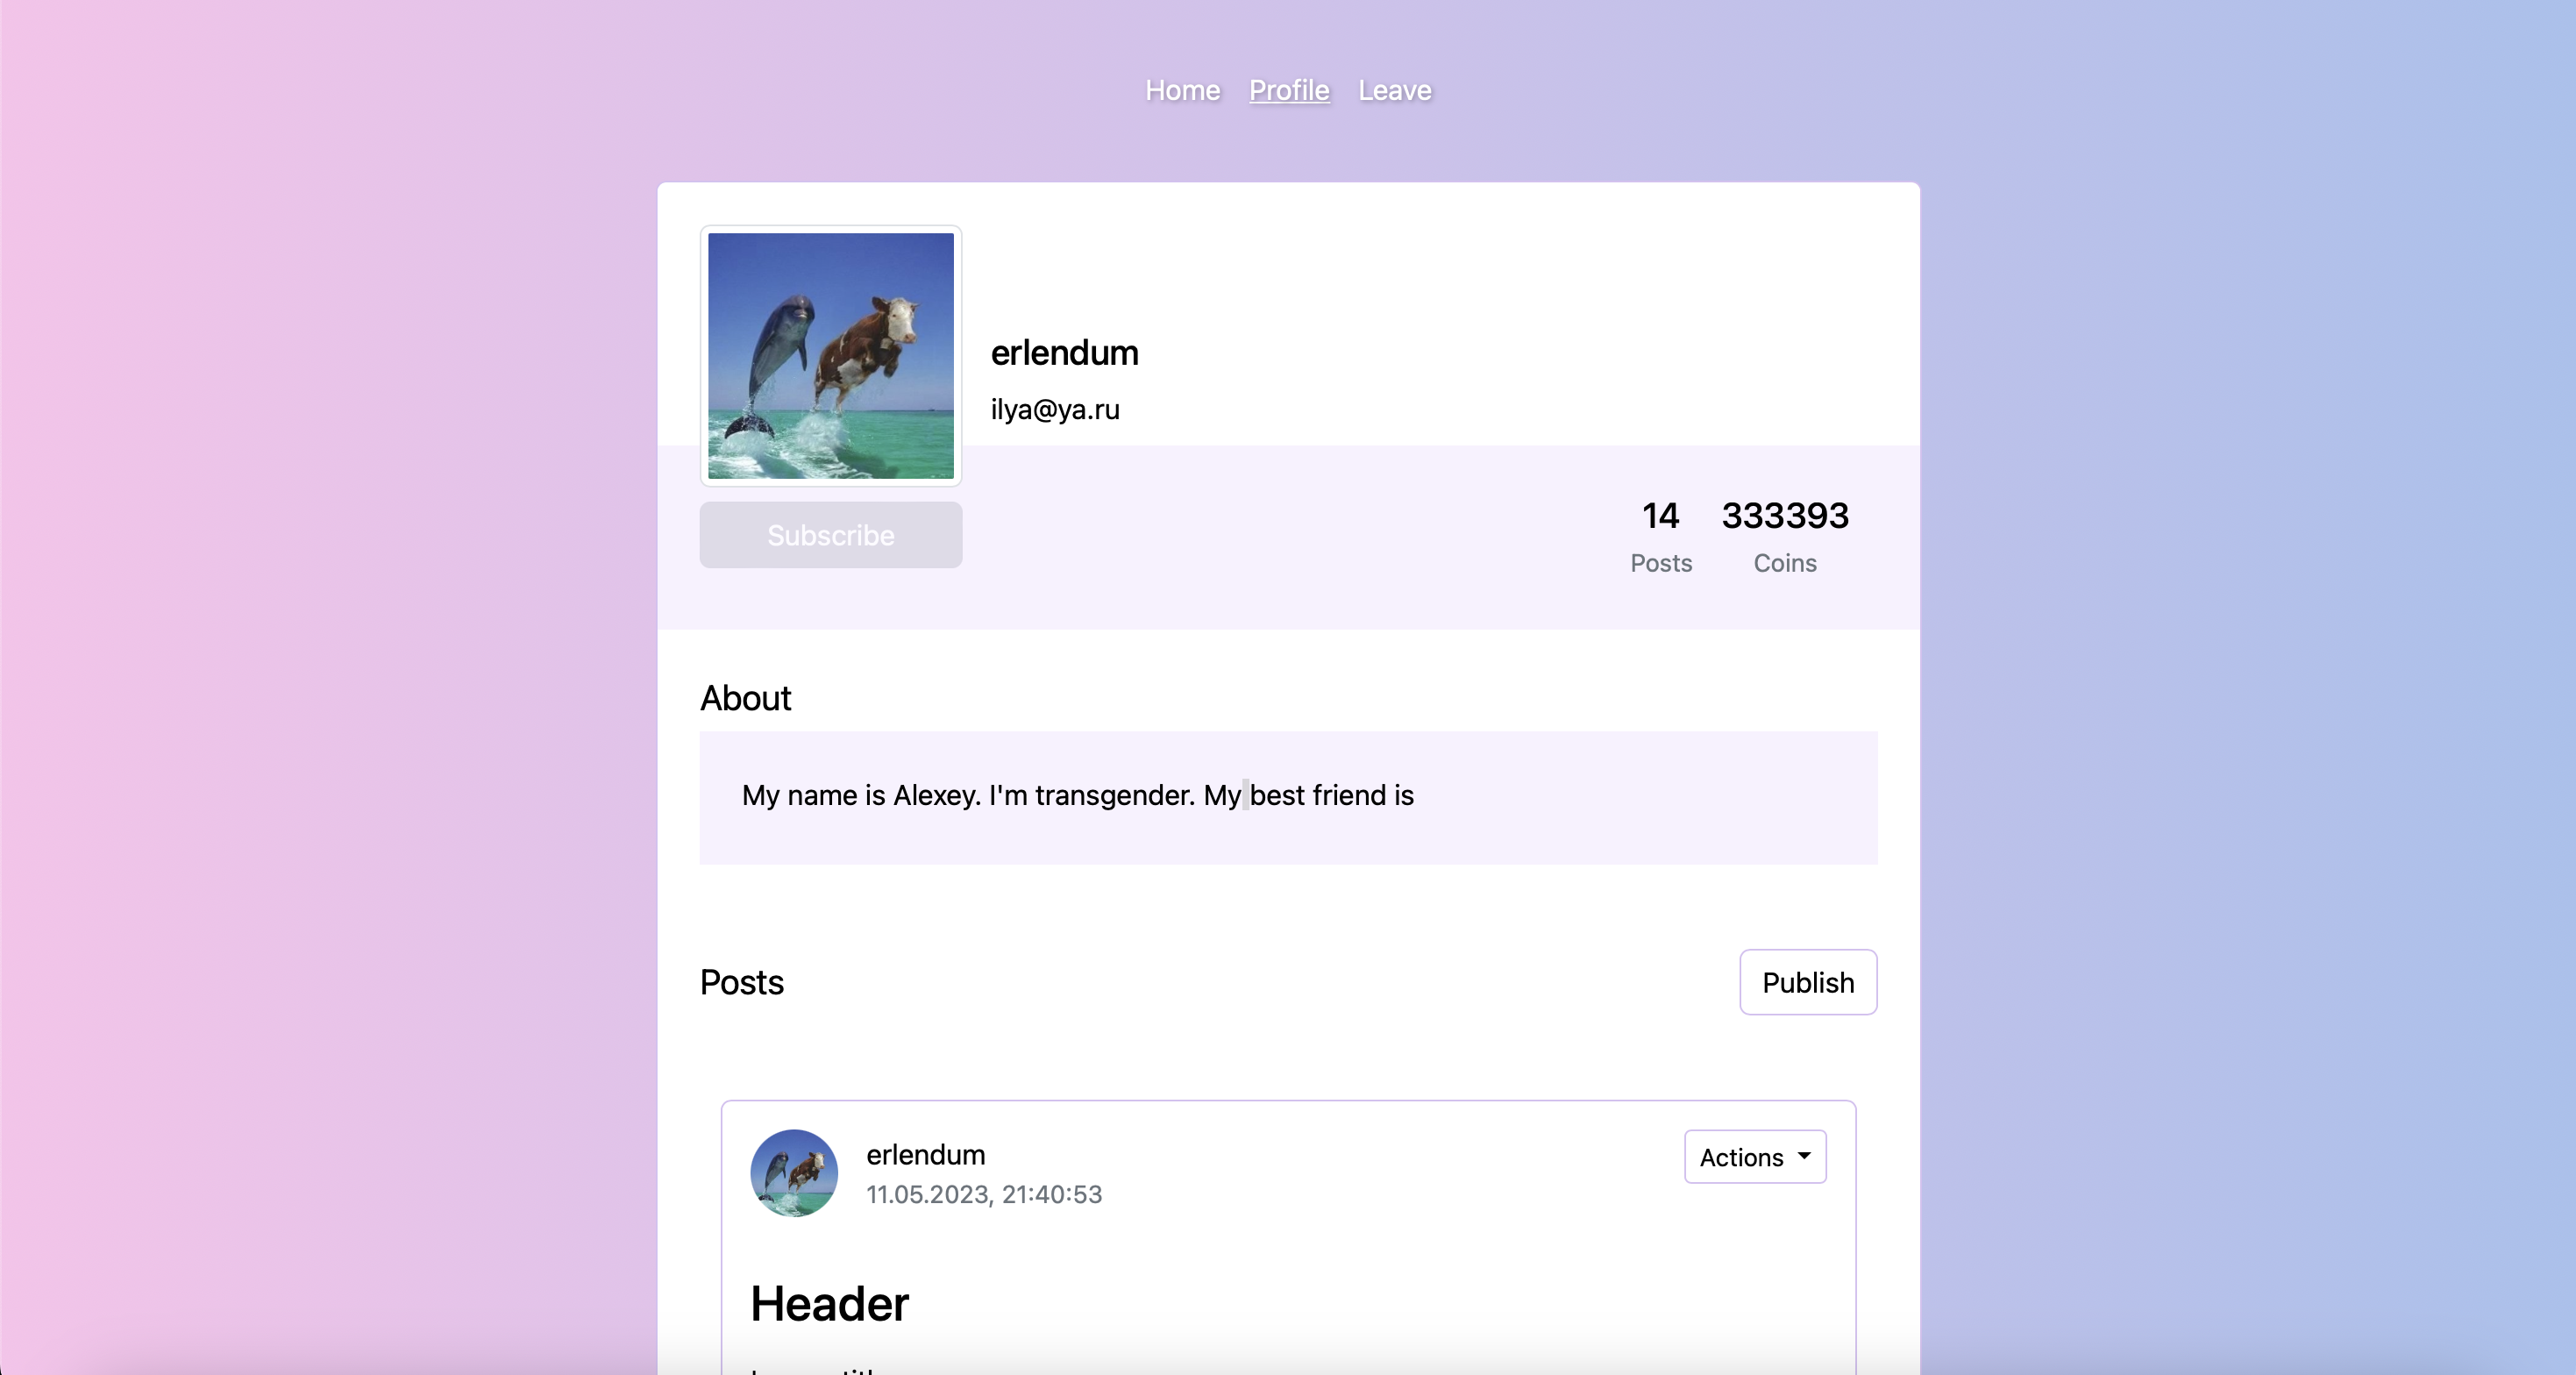 Home Profile Leave
erlendum
ilya@ya.ru
Subscribe
14 333393
Posts Coins
About
My name is Alexey. I'm transgender. My best friend is
Posts
Publish
erlendum
Actions
11.05.2023, 21:40:53
Header